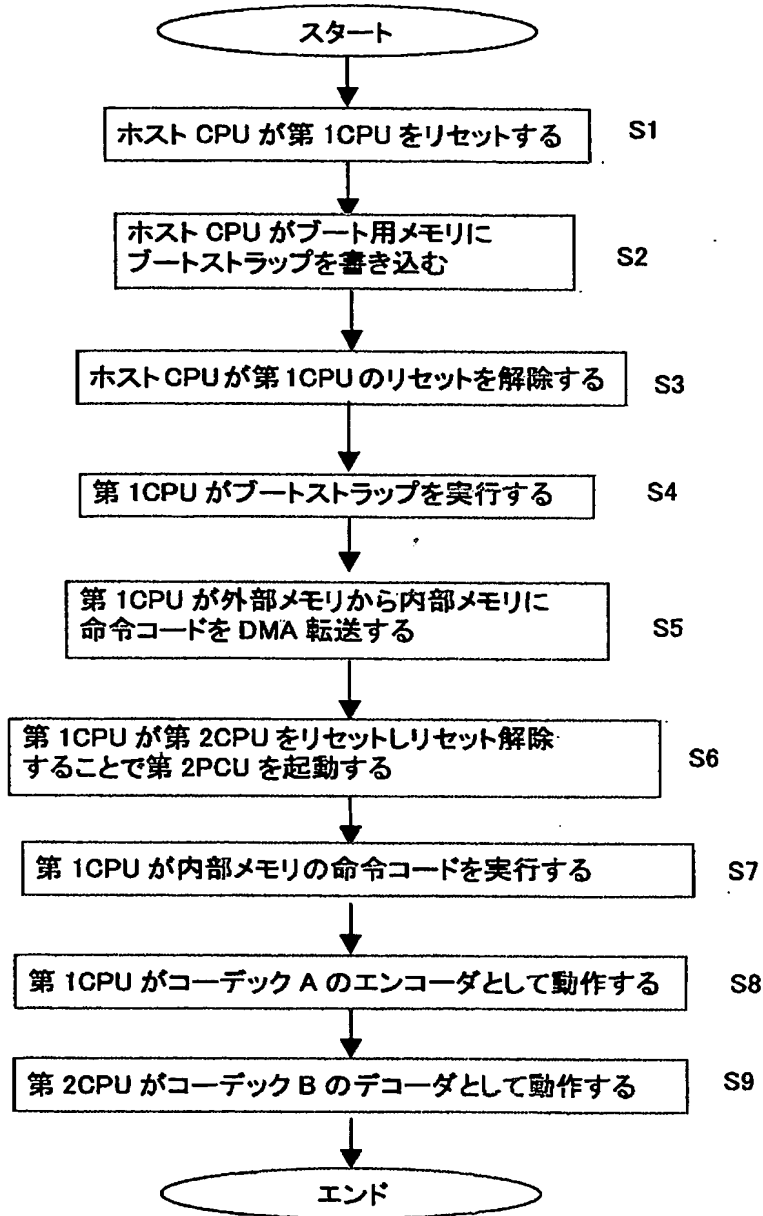 スタート
ホスト CPU が第 1CPU をリセットする S1
ホスト CPU がブート用メモリに
ブートストラップを書き込む S2
ホスト CPU が第 1CPU のリセットを解除する S3
第 1CPU がブートストラップを実行する S4
第 1CPU が外部メモリから内部メモリに
命令コードを DMA 転送する S5
第 1CPU が第 2CPU をリセットしリセット解除
することで第 2PCU を起動する S6
第 1CPU が内部メモリの命令コードを実行する S7
第 1CPU がコーデック A のエンコーダとして動作する S8
第 2CPU がコーデック B のデコーダとして動作する S9
エンド